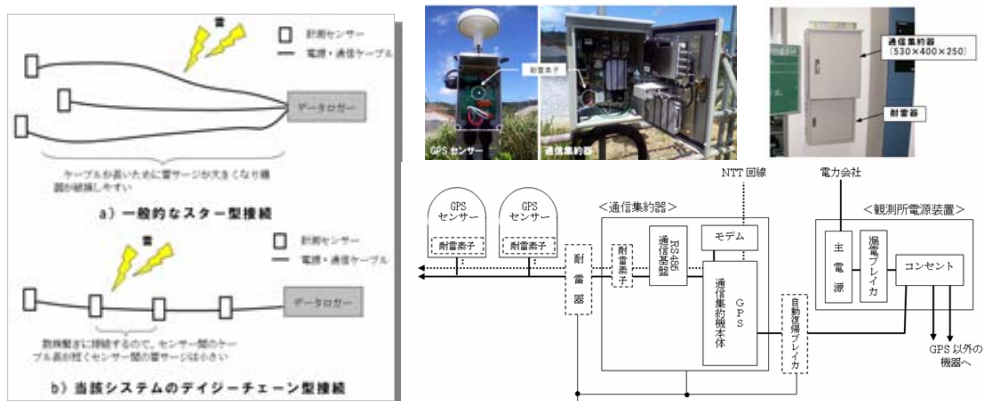 雷
計測センサー
電源・通信ケーブル
データロガー
ケーブルが長いために雷サージが大きくなり機
器が破損しやすい
a）一般的なスター型接続
雷
計測センサー
電源・通信ケーブル
データロガー
数珠繋ぎに接続するので、センサー間のケー
ブル長が短くセンサー間の雷サージは小さい
b）当該システムのデイジーチェーン型接続
耐雷素子
GPSセンサー
通信集約器
通信集約器
(530×400×250)
耐雷器
NTT回線
電力会社
GPS
センサー
耐雷素子
GPS
センサー
耐雷素子
耐雷器
＜通信集約器＞
耐雷素子
RS485
通信基盤
モデム
GPS
通信集約機本体
自動復帰ブレイカ
＜観測所電源装置＞
主電源
漏電ブレイカ
コンセント
GPS以外の
機器へ